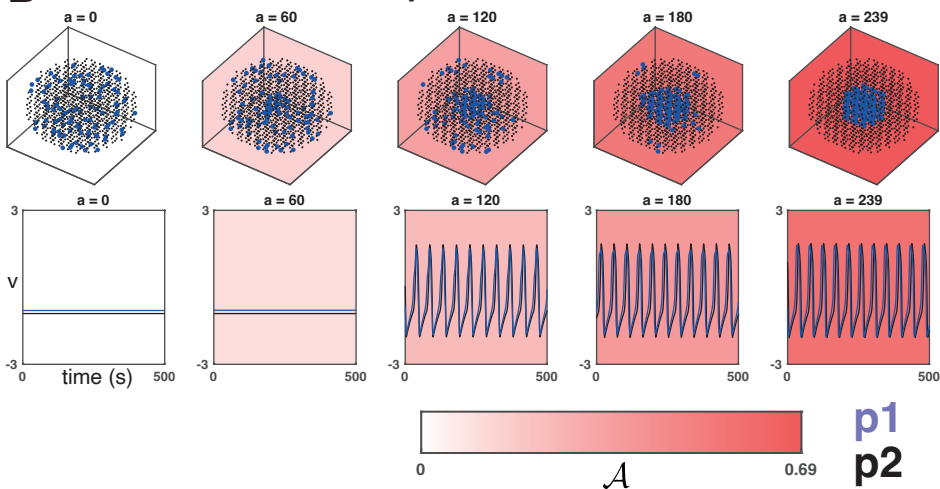 a = 0 a = 60 a = 120 a = 180 a = 239
a = 0 a = 60 a = 120 a = 180 a = 239
3 3 3 3 3
v
-3 -3 -3 -3 -3
0 time (s) 500 0 500 0 500 0 500 0 500
p1
p2
0 𝒜 0.69